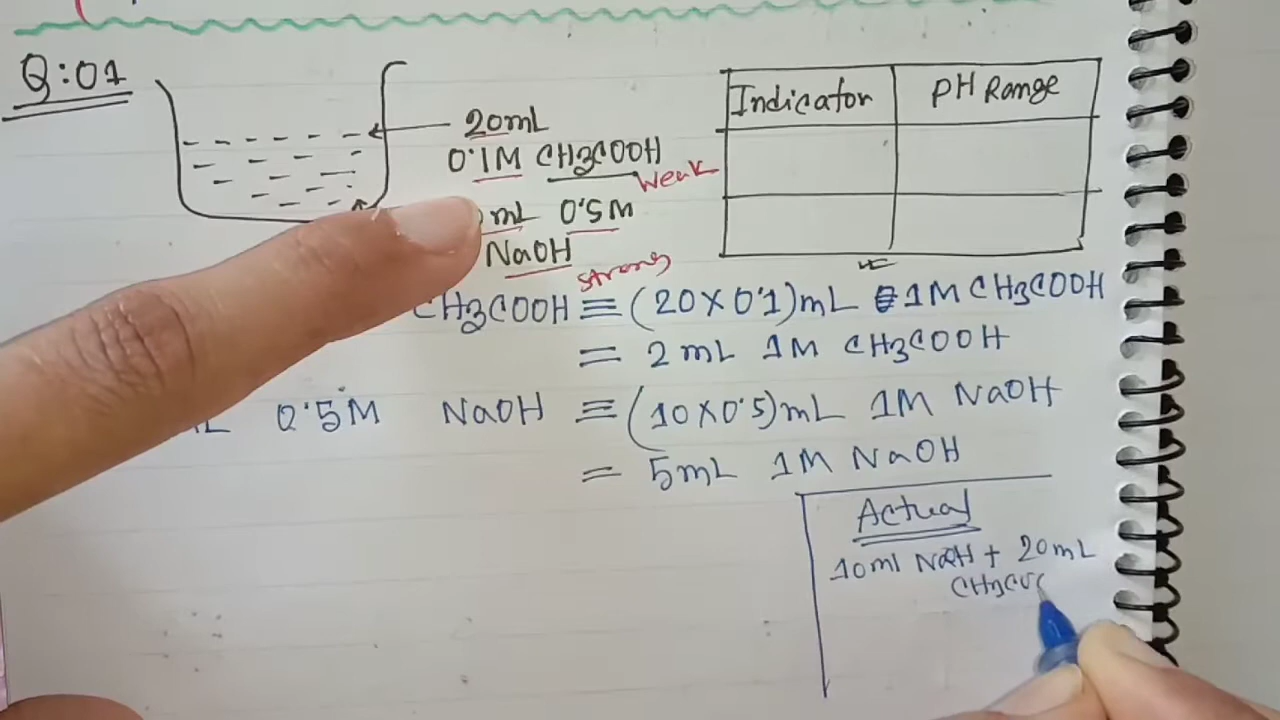 Q:01
20mL
0.1M CH3COOH
Weak
mL 0.5M
NaOH
strong
Indicator PH Range
CH3COOH ≡ (20×0.1)mL 1M CH3COOH
= 2mL 1M CH3COOH
0.5M NaOH ≡ (10×0.5)mL 1M NaOH
= 5mL 1M NaOH
Actual
10ml NaOH + 20mL